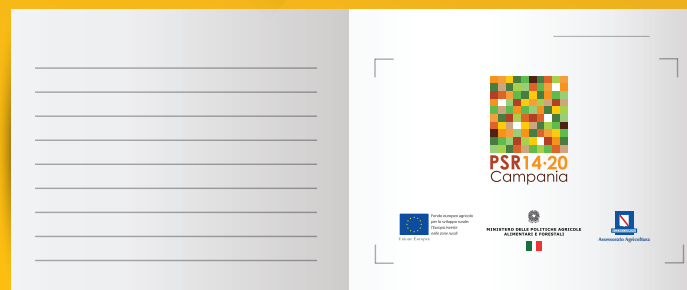 PSR14·20
Campania
Fondo europeo agricolo
per lo sviluppo rurale:
l'Europa investe
nelle zone rurali
Unione Europea
MINISTERO DELLE POLITICHE AGRICOLE
ALIMENTARI E FORESTALI
Assessorato Agricoltura